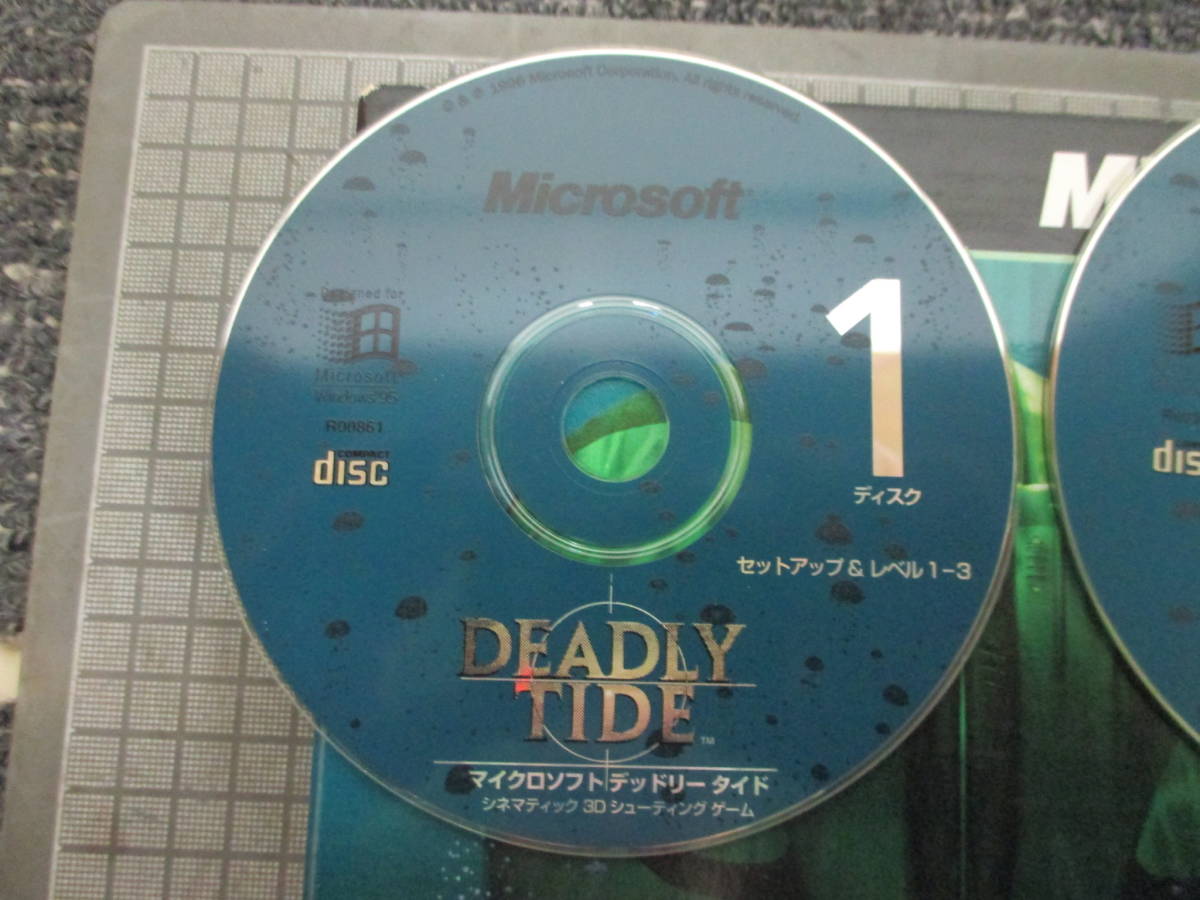 © & ℗ 1996 Microsoft Corporation. All rights reserved.
Microsoft
Designed for
Microsoft
Windows95
R00861
COMPACT
disc
1
ディスク
セットアップ & レベル 1-3
DEADLY
TIDE
™
マイクロソフト デッドリー タイド
シネマティック 3D シューティング ゲーム